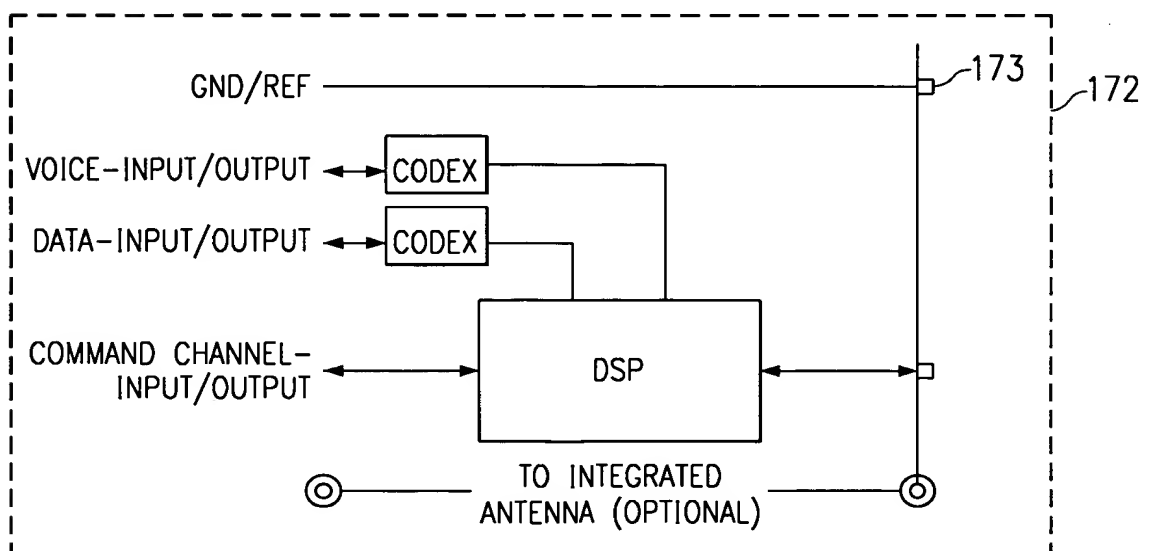 GND/REF
173
172
VOICE-INPUT/OUTPUT
CODEX
DATA-INPUT/OUTPUT
CODEX
COMMAND CHANNEL-
INPUT/OUTPUT
DSP
TO INTEGRATED
ANTENNA (OPTIONAL)